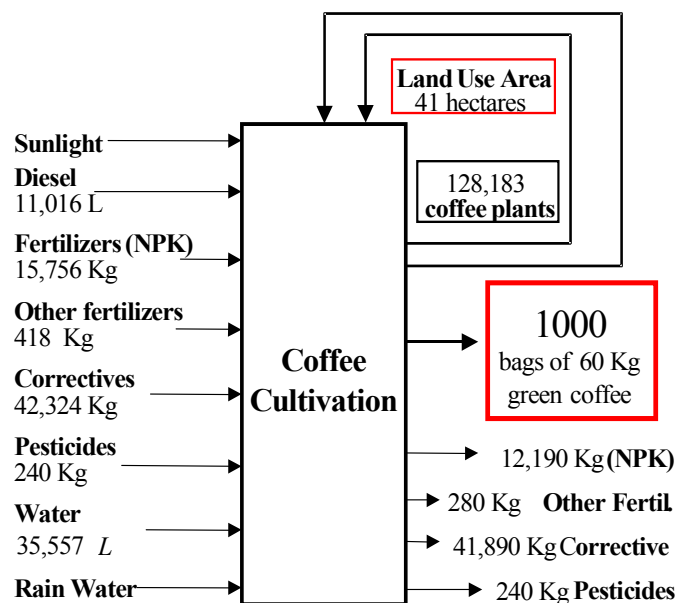 Land Use Area
41 hectares
128,183
coffee plants
Sunlight
Diesel
11,016 L
Fertilizers (NPK)
15,756 Kg
Other fertilizers
418 Kg
Correctives
42,324 Kg
Pesticides
240 Kg
Water
35,557 L
Rain Water
Coffee
Cultivation
1000
bags of 60 Kg
green coffee
12,190 Kg (NPK)
280 Kg Other Fertil.
41,890 Kg Corrective
240 Kg Pesticides